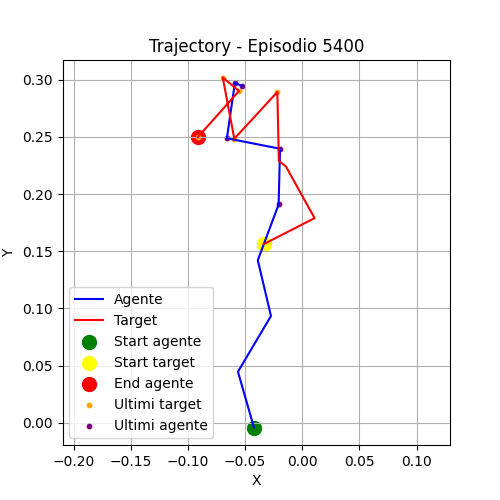 Trajectory - Episodio 5400
Y
0.30
0.25
0.20
0.15
0.10
0.05
0.00
Agente
Target
Start agente
Start target
End agente
Ultimi target
Ultimi agente
−0.20 −0.15 −0.10 −0.05 0.00 0.05 0.10
X